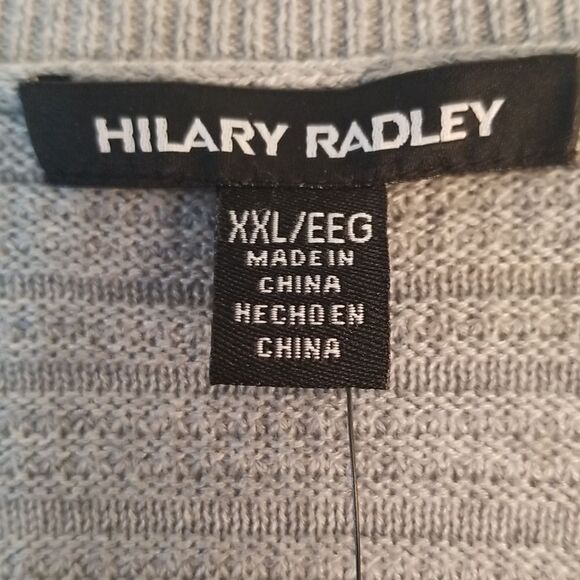 HILARY RADLEY
XXL/EEG
MADE IN
CHINA
HECHO EN
CHINA